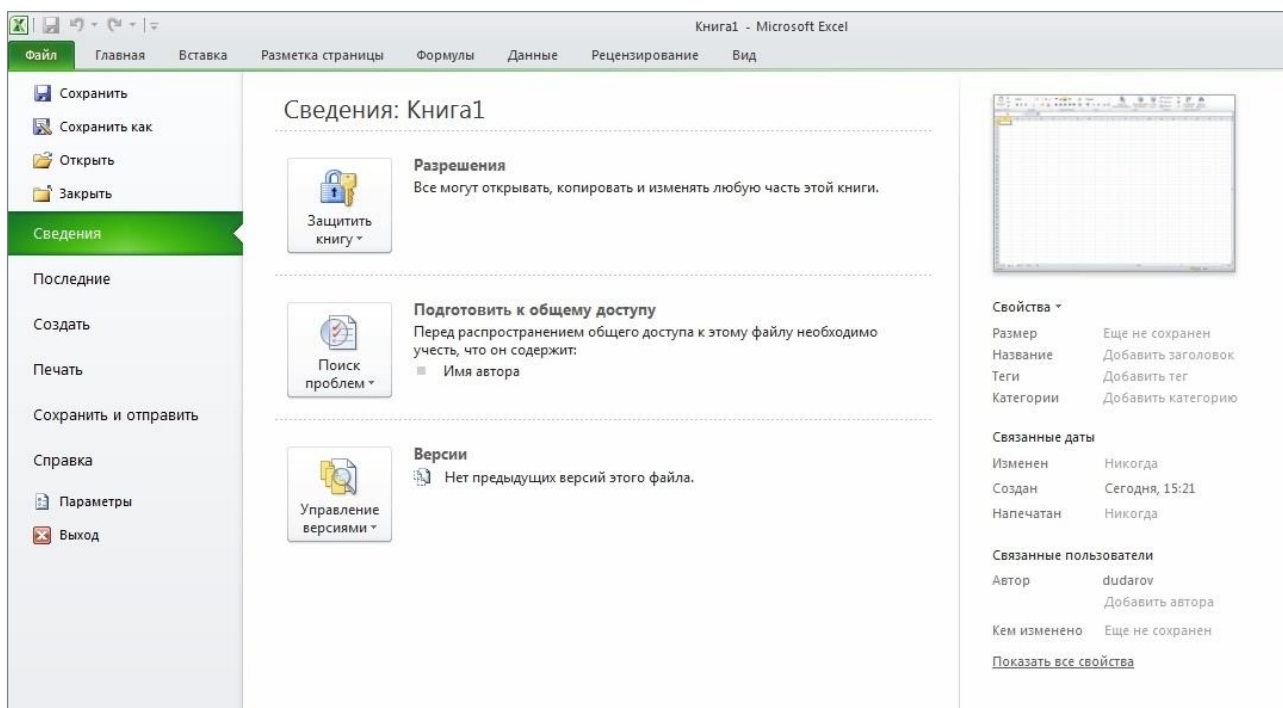 Книга1 - Microsoft Excel
Файл Главная Вставка Разметка страницы Формулы Данные Рецензирование Вид
Сохранить
Сохранить как
Открыть
Закрыть
Сведения
Последние
Создать
Печать
Сохранить и отправить
Справка
Параметры
Выход
Сведения: Книга1
Защитить
книгу
Разрешения
Все могут открывать, копировать и изменять любую часть этой книги.
Поиск
проблем
Подготовить к общему доступу
Перед распространением общего доступа к этому файлу необходимо
учесть, что он содержит:
Имя автора
Управление
версиями
Версии
Нет предыдущих версий этого файла.
Свойства
Размер Еще не сохранен
Название Добавить заголовок
Теги Добавить тег
Категории Добавить категорию
Связанные даты
Изменен Никогда
Создан Сегодня, 15:21
Напечатан Никогда
Связанные пользователи
Автор dudarov
Добавить автора
Кем изменено Еще не сохранен
Показать все свойства